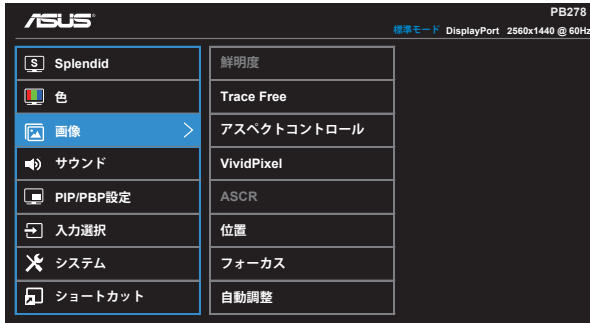 ASUS
PB278
標準モード DisplayPort 2560x1440 @ 60Hz
S Splendid
色
画像
サウンド
PIP/PBP設定
入力選択
システム
ショートカット
鮮明度
Trace Free
アスペクトコントロール
VividPixel
ASCR
位置
フォーカス
自動調整